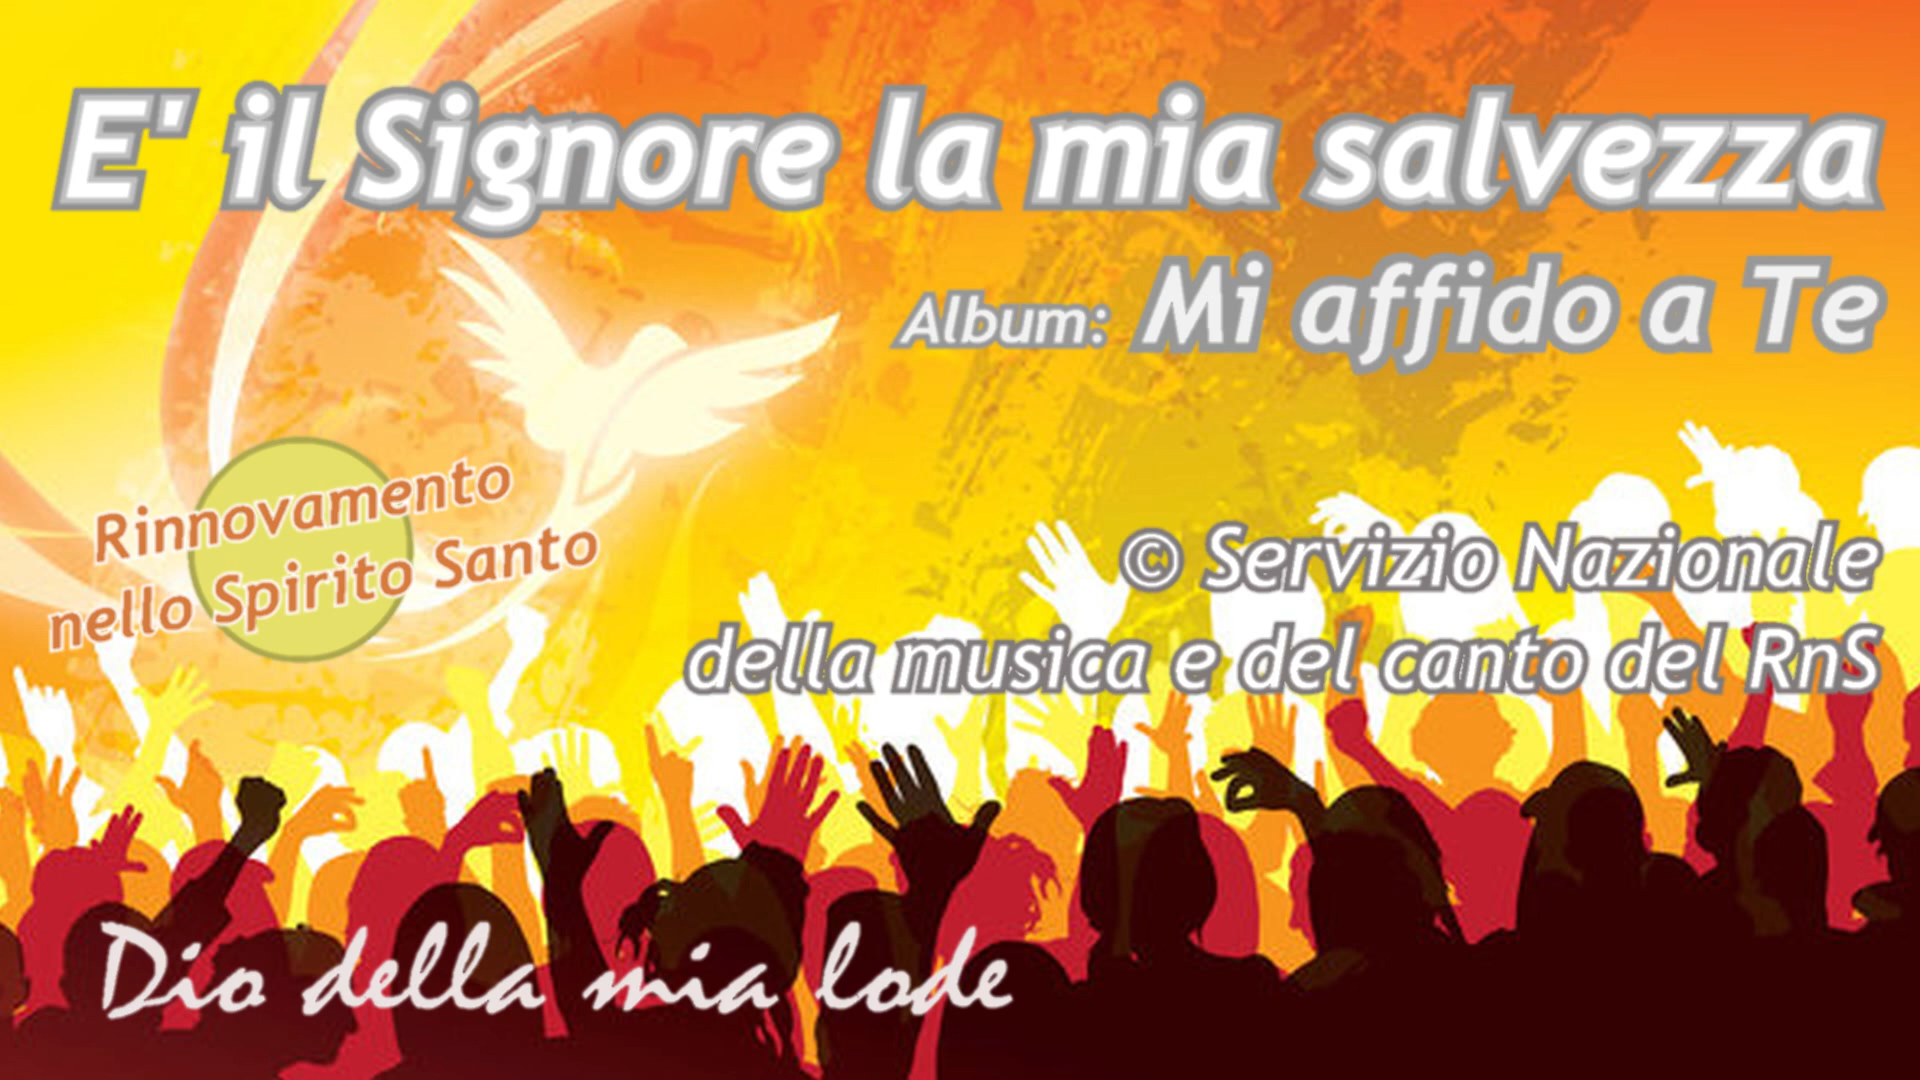 E' il Signore la mia salvezza
Album: Mi affido a Te
Rinnovamento
nello Spirito Santo
© Servizio Nazionale
della musica e del canto del RnS
Dio della mia lode